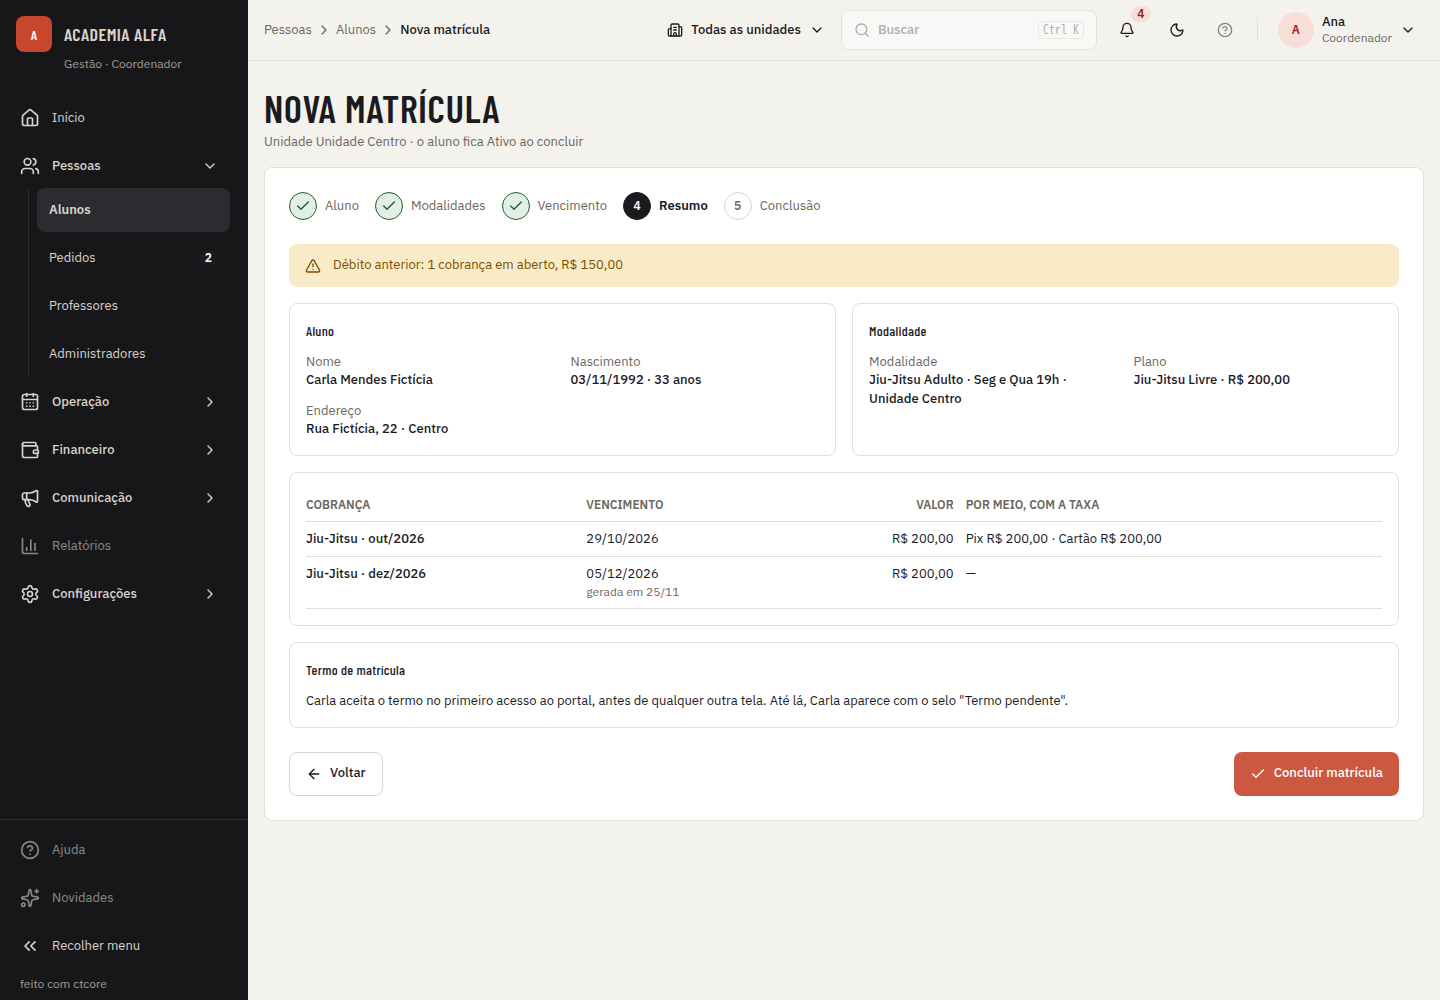 A
ACADEMIA ALFA
Gestão · Coordenador
Início
Pessoas
Alunos
Pedidos 2
Professores
Administradores
Operação
Financeiro
Comunicação
Relatórios
Configurações
Ajuda
Novidades
Recolher menu
feito com ctcore
Pessoas Alunos Nova matrícula
Todas as unidades
Buscar Ctrl K
4
A
Ana
Coordenador
NOVA MATRÍCULA
Unidade Unidade Centro · o aluno fica Ativo ao concluir
Aluno Modalidades Vencimento 4 Resumo 5 Conclusão
Débito anterior: 1 cobrança em aberto, R$ 150,00
Aluno
Nome Nascimento
Carla Mendes Fictícia 03/11/1992 · 33 anos
Endereço
Rua Fictícia, 22 · Centro
Modalidade
Modalidade Plano
Jiu-Jitsu Adulto · Seg e Qua 19h · Jiu-Jitsu Livre · R$ 200,00
Unidade Centro
COBRANÇA VENCIMENTO VALOR POR MEIO, COM A TAXA
Jiu-Jitsu · out/2026 29/10/2026 R$ 200,00 Pix R$ 200,00 · Cartão R$ 200,00
Jiu-Jitsu · dez/2026 05/12/2026 R$ 200,00 —
gerada em 25/11
Termo de matrícula
Carla aceita o termo no primeiro acesso ao portal, antes de qualquer outra tela. Até lá, Carla aparece com o selo "Termo pendente".
Voltar
Concluir matrícula